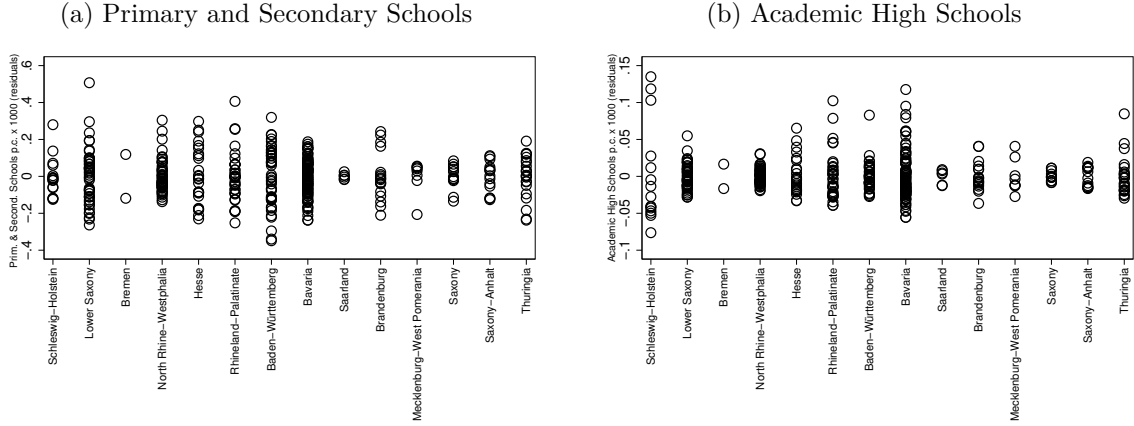 (a) Primary and Secondary Schools
Prim. & Second. Schools p.c. x 1000 (residuals)
.6
.4
.2
0
-.2
-.4
Schleswig-Holstein
Lower Saxony
Bremen
North Rhine-Westphalia
Hesse
Rhineland-Palatinate
Baden-Württemberg
Bavaria
Saarland
Brandenburg
Mecklenburg-West Pomerania
Saxony
Saxony-Anhalt
Thuringia
(b) Academic High Schools
Academic High Schools p.c. x 1000 (residuals)
.15
.1
.05
0
-.05
-.1
Schleswig-Holstein
Lower Saxony
Bremen
North Rhine-Westphalia
Hesse
Rhineland-Palatinate
Baden-Württemberg
Bavaria
Saarland
Brandenburg
Mecklenburg-West Pomerania
Saxony
Saxony-Anhalt
Thuringia